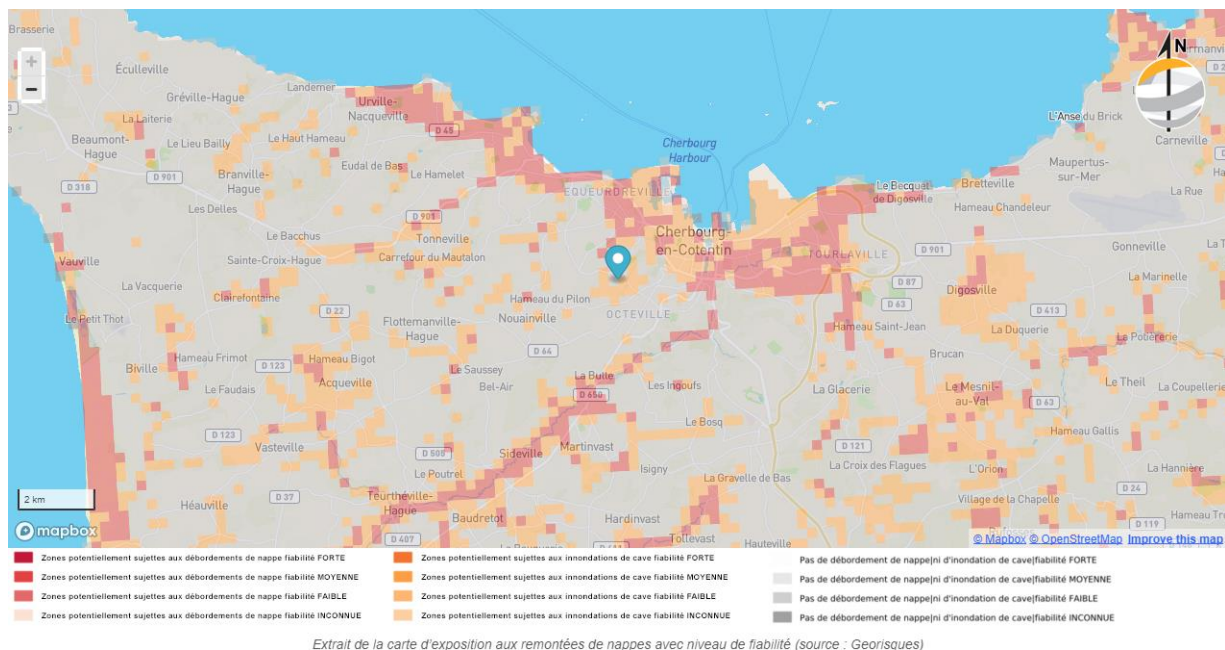 Brasserie
Éculleville
Landemer
Gréville-Hague
Urville-
Nacqueville
La Laiterie
D 45
Beaumont-
Hague
Le Lieu Bailly
Le Haut Hameau
Eudal de Bas
Le Hamelet
D 318
D 901
Branville-
Hague
Les Delles
D 901
Le Bacchus
Tonneville
Vauville
Sainte-Croix-Hague
Carrefour du Mautalon
La Vacquerie
Clairefontaine
Le Petit Thot
D 22
Flottemanville-
Hague
Hameau du Pilon
Nouainville
Cherbourg
Harbour
EQUEURDREVILLE
Cherbourg-
en-Cotentin
TOURLAVILLE
OCTEVILLE
Le Becquet
de Digosville
Bretteville
Hameau Chandeleur
L'Anse du Brick
Carneville
Maupertus-
sur-Mer
La Rue
Gonneville
D 901
N
La Marinelle
D 87
D 63
Digosville
D 413
Hameau Saint-Jean
La Duquerie
La Potèrerie
Biville
Hameau Frimot
D 123
Hameau Bigot
Acqueville
Le Faudais
D 64
Le Saussey
Bel-Air
La Butte
D 650
Les Ingoufs
La Glacerie
Brucan
Le Mesnil-
au-Val
Le Theil
La Coupellerie
D 63
D 123
Vasteville
D 505
Le Poutrel
Sideville
Martinvast
Le Bosq
D 121
Hameau Gallis
Isigny
La Croix des Flagues
L'Orion
La Hannière
La Gravelle de Bas
D 24
Héauville
D 37
Teurthéville-
Hague
Baudretot
Hardinvast
Village de la Chapelle
D 407
Tollevast
Hauteville
D 119
2 km
mapbox
© Mapbox © OpenStreetMap Improve this map
Zones potentiellement sujettes aux débordements de nappe fiabilité FORTE
Zones potentiellement sujettes aux débordements de nappe fiabilité MOYENNE
Zones potentiellement sujettes aux débordements de nappe fiabilité FAIBLE
Zones potentiellement sujettes aux débordements de nappe fiabilité INCONNUE
Zones potentiellement sujettes aux innondations de cave fiabilité FORTE
Zones potentiellement sujettes aux innondations de cave fiabilité MOYENNE
Zones potentiellement sujettes aux innondations de cave fiabilité FAIBLE
Zones potentiellement sujettes aux innondations de cave fiabilité INCONNUE
Pas de débordement de nappe|ni d'inondation de cave|fiabilité FORTE
Pas de débordement de nappe|ni d'inondation de cave|fiabilité MOYENNE
Pas de débordement de nappe|ni d'inondation de cave|fiabilité FAIBLE
Pas de débordement de nappe|ni d'inondation de cave|fiabilité INCONNUE
Extrait de la carte d'exposition aux remontées de nappes avec niveau de fiabilité (source : Georisques)